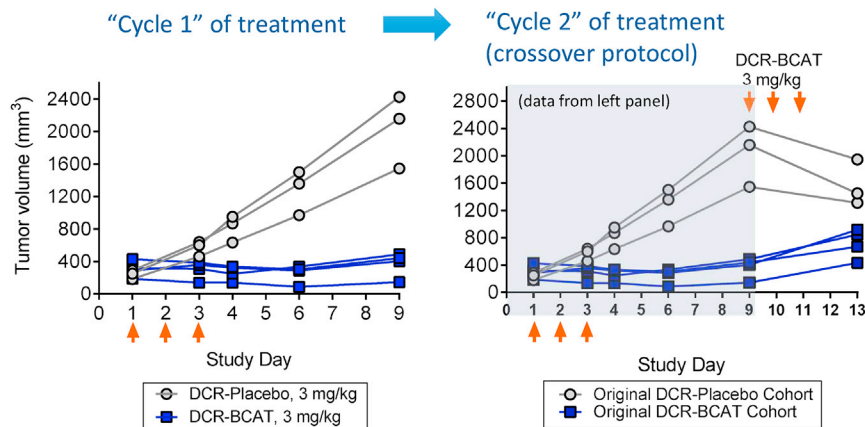 “Cycle 1” of treatment
“Cycle 2” of treatment
(crossover protocol)
DCR-BCAT
3 mg/kg
Tumor volume (mm³)
2400
2000
1600
1200
800
400
0
0 1 2 3 4 5 6 7 8 9
Study Day
DCR-Placebo, 3 mg/kg
DCR-BCAT, 3 mg/kg
(data from left panel)
2800
2400
2000
1600
1200
800
400
0
0 1 2 3 4 5 6 7 8 9 10 11 12 13
Study Day
Original DCR-Placebo Cohort
Original DCR-BCAT Cohort